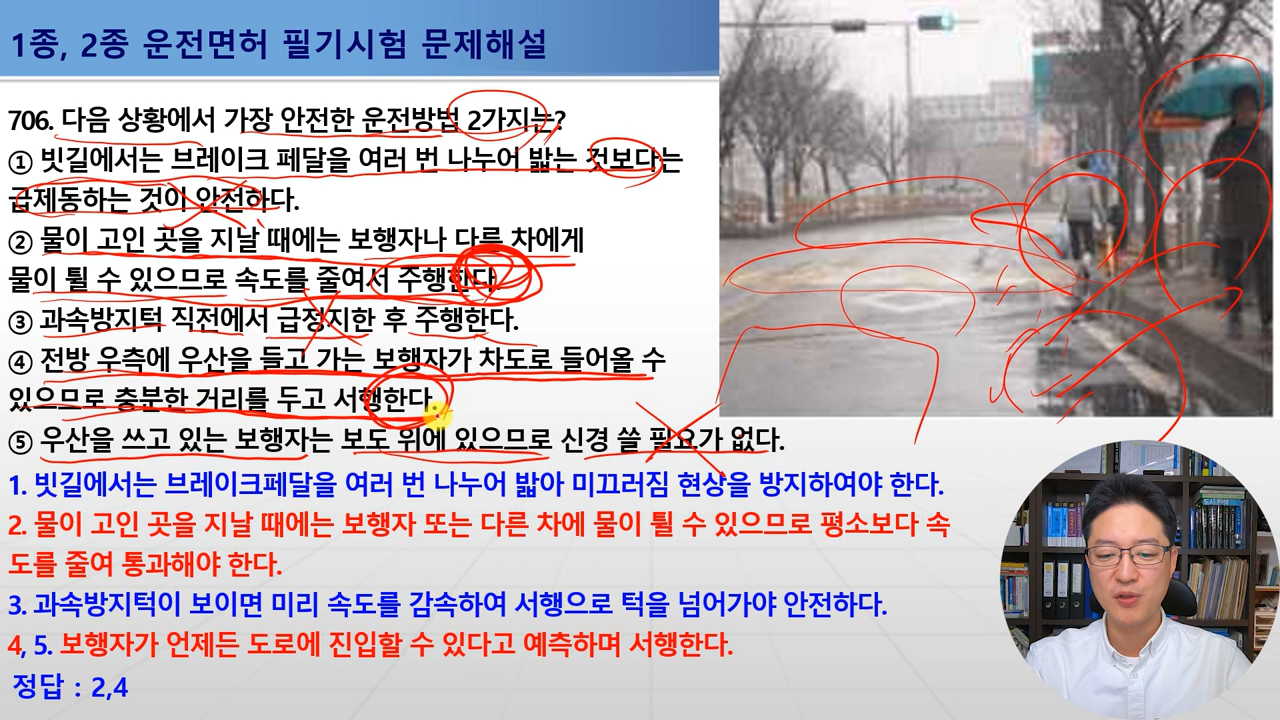 1종, 2종 운전면허 필기시험 문제해설
706. 다음 상황에서 가장 안전한 운전방법 2가지는?
① 빗길에서는 브레이크 페달을 여러 번 나누어 밟는 것보다는
급제동하는 것이 안전하다.
② 물이 고인 곳을 지날 때에는 보행자나 다른 차에게
물이 튈 수 있으므로 속도를 줄여서 주행한다.
③ 과속방지턱 직전에서 급정지한 후 주행한다.
④ 전방 우측에 우산을 들고 가는 보행자가 차도로 들어올 수
있으므로 충분한 거리를 두고 서행한다.
⑤ 우산을 쓰고 있는 보행자는 보도 위에 있으므로 신경 쓸 필요가 없다.
1. 빗길에서는 브레이크페달을 여러 번 나누어 밟아 미끄러짐 현상을 방지하여야 한다.
2. 물이 고인 곳을 지날 때에는 보행자 또는 다른 차에 물이 튈 수 있으므로 평소보다 속
도를 줄여 통과해야 한다.
3. 과속방지턱이 보이면 미리 속도를 감속하여 서행으로 턱을 넘어가야 안전하다.
4, 5. 보행자가 언제든 도로에 진입할 수 있다고 예측하며 서행한다.
정답 : 2,4